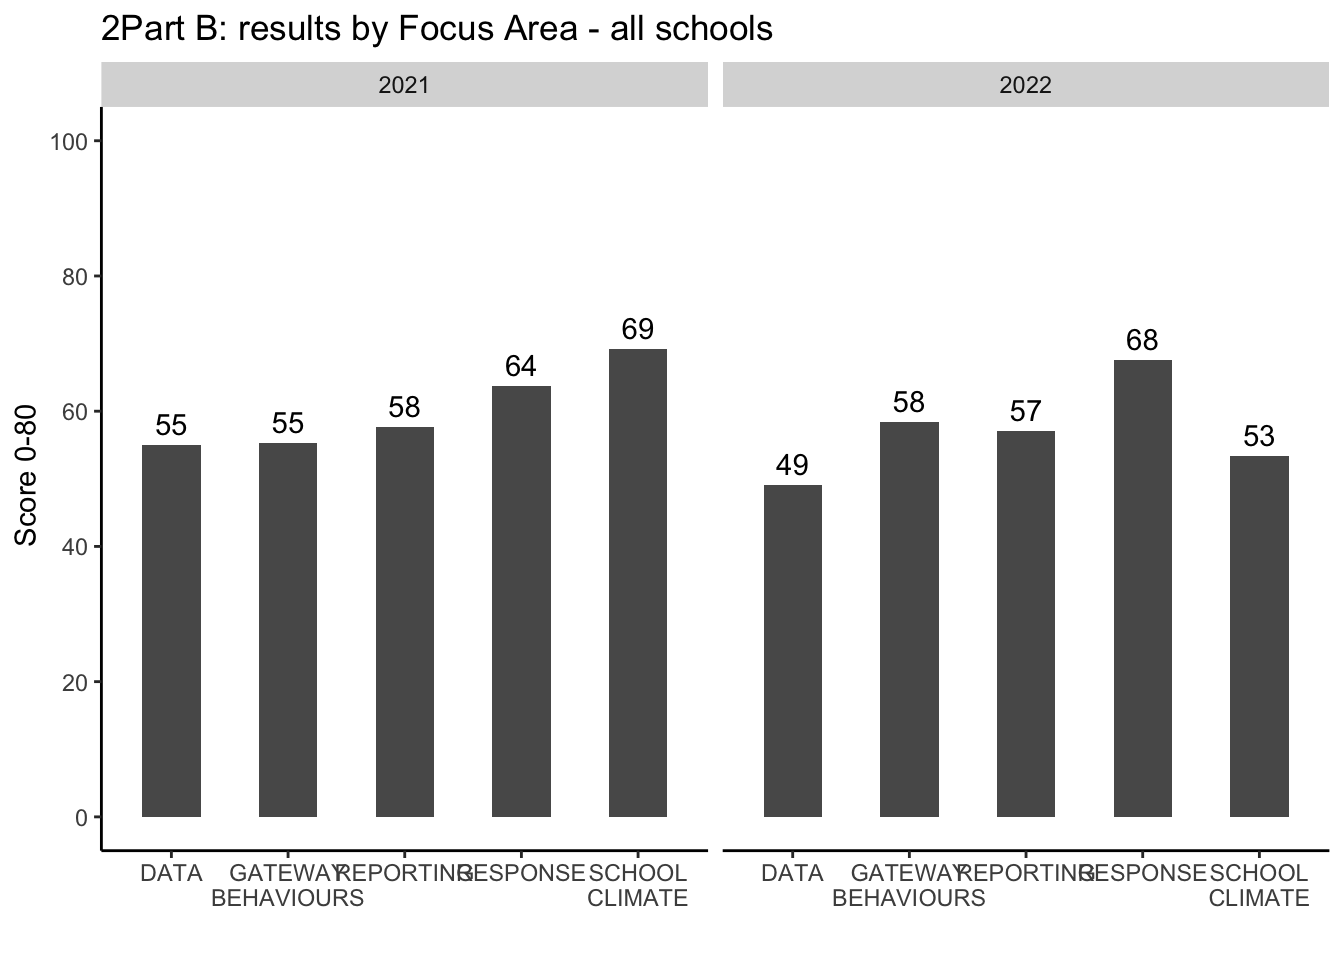 2Part B: results by Focus Area - all schools
2021
2022
Score 0-80
100
80
60
40
20
0
55
55
58
64
69
49
58
57
68
53
DATA
GATEWAY
BEHAVIOURS
REPORTING
RESPONSE
SCHOOL
CLIMATE
DATA
GATEWAY
BEHAVIOURS
REPORTING
RESPONSE
SCHOOL
CLIMATE